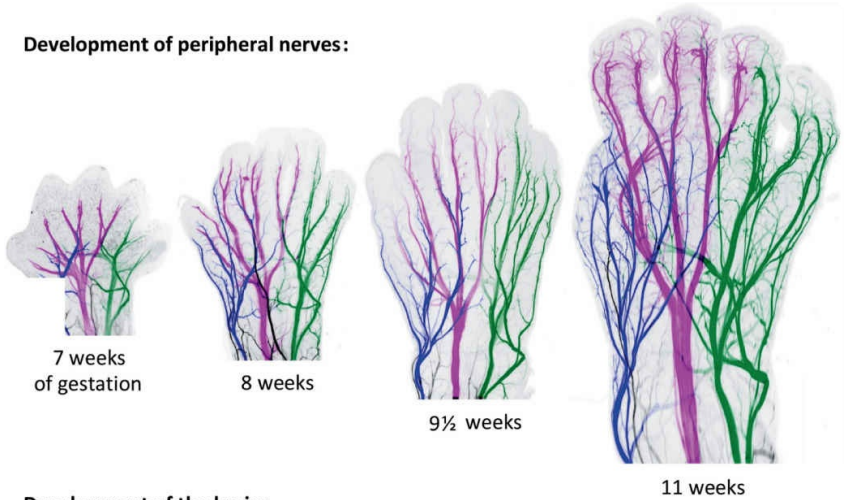 Development of peripheral nerves:
7 weeks
of gestation
8 weeks
9½ weeks
11 weeks